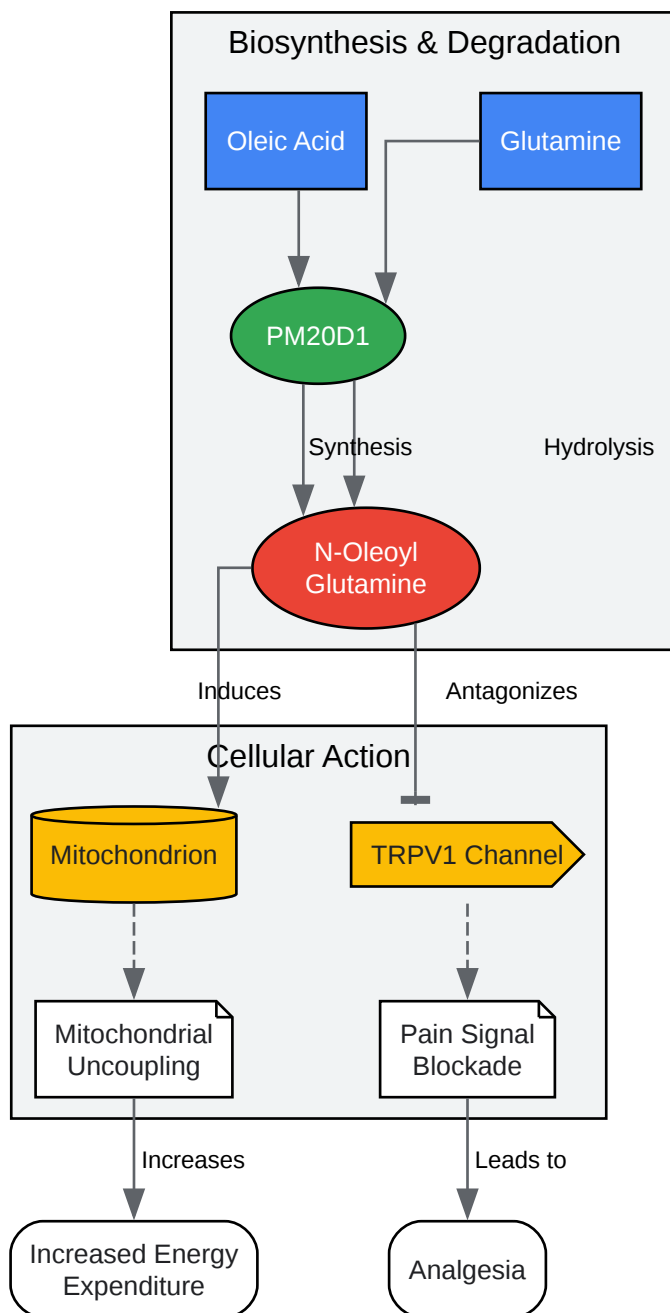 Biosynthesis & Degradation
Oleic Acid
Glutamine
PM20D1
Synthesis
Hydrolysis
N-Oleoyl
Glutamine
Induces
Antagonizes
Cellular Action
Mitochondrion
TRPV1 Channel
Mitochondrial
Uncoupling
Pain Signal
Blockade
Increases
Leads to
Increased Energy
Expenditure
Analgesia